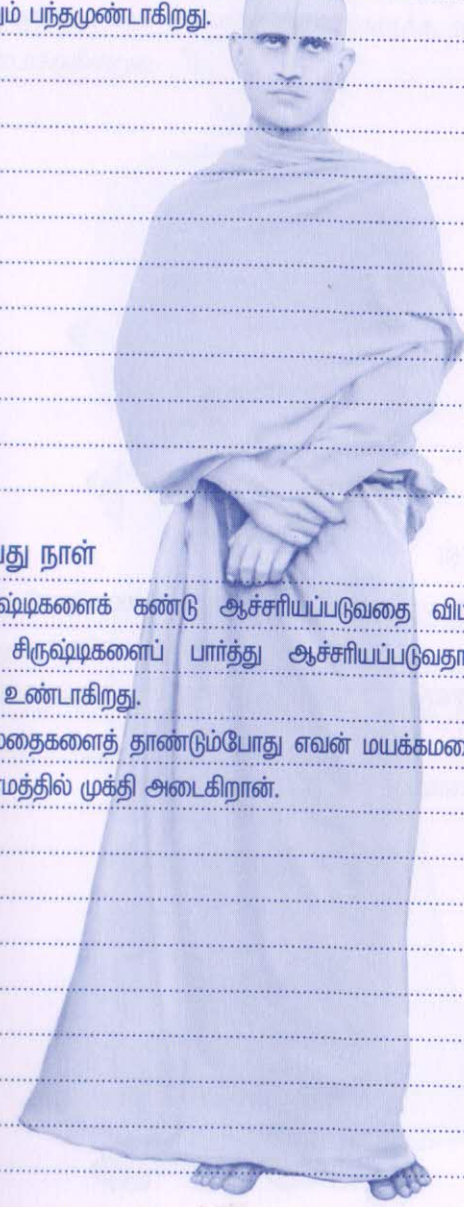 ும் பந்தமுண்டாகிறது.
து நாள்
ஷ்டிகளைக் கண்டு ஆச்சரியப்படுவதை விட
சிருஷ்டிகளைப் பார்த்து ஆச்சரியப்படுவதா
உண்டாகிறது.
தைகளைத் தாண்டும்போது எவன் மயக்கம
மத்தில் முக்தி அடைகிறான்.